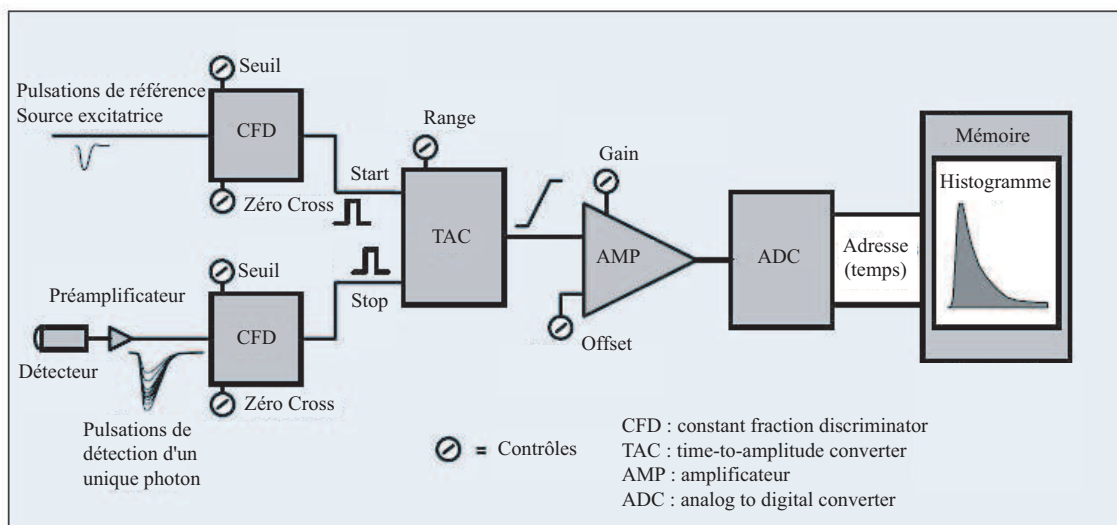 Pulsations de référence
Source excitatrice
Seuil
CFD
Zéro Cross
Start
Range
TAC
Gain
AMP
Offset
ADC
Adresse
(temps)
Mémoire
Histogramme
Préamplificateur
Détecteur
Seuil
CFD
Zéro Cross
Stop
Pulsations de
détection d'un
unique photon
= Contrôles
CFD : constant fraction discriminator
TAC : time-to-amplitude converter
AMP : amplificateur
ADC : analog to digital converter